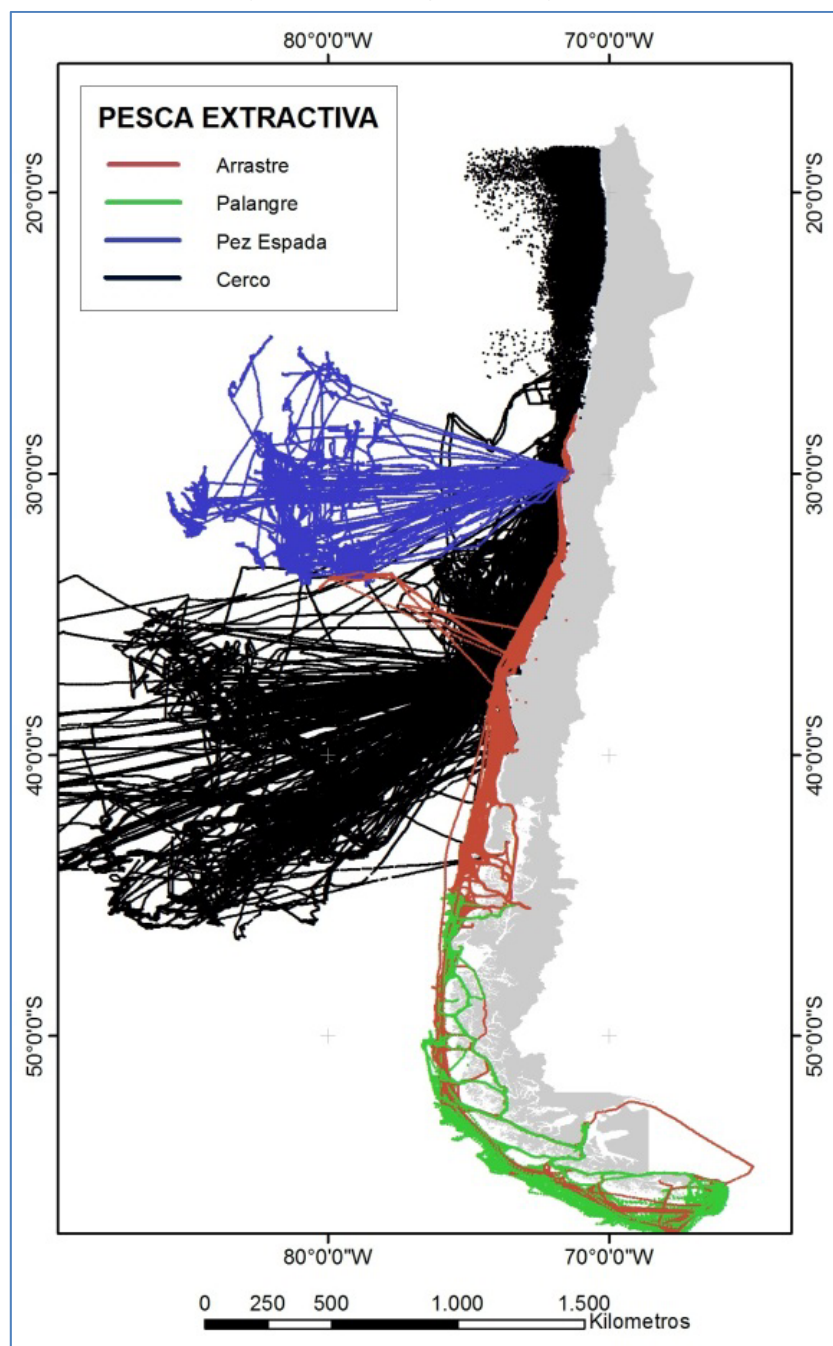 80°0'0"W 70°0'0"W
PESCA EXTRACTIVA
Arrastre
Palangre
Pez Espada
Cerco
20°0'0"S 20°0'0"S
30°0'0"S 30°0'0"S
40°0'0"S 40°0'0"S
50°0'0"S 50°0'0"S
80°0'0"W 70°0'0"W
0 250 500 1.000 1.500
Kilometros